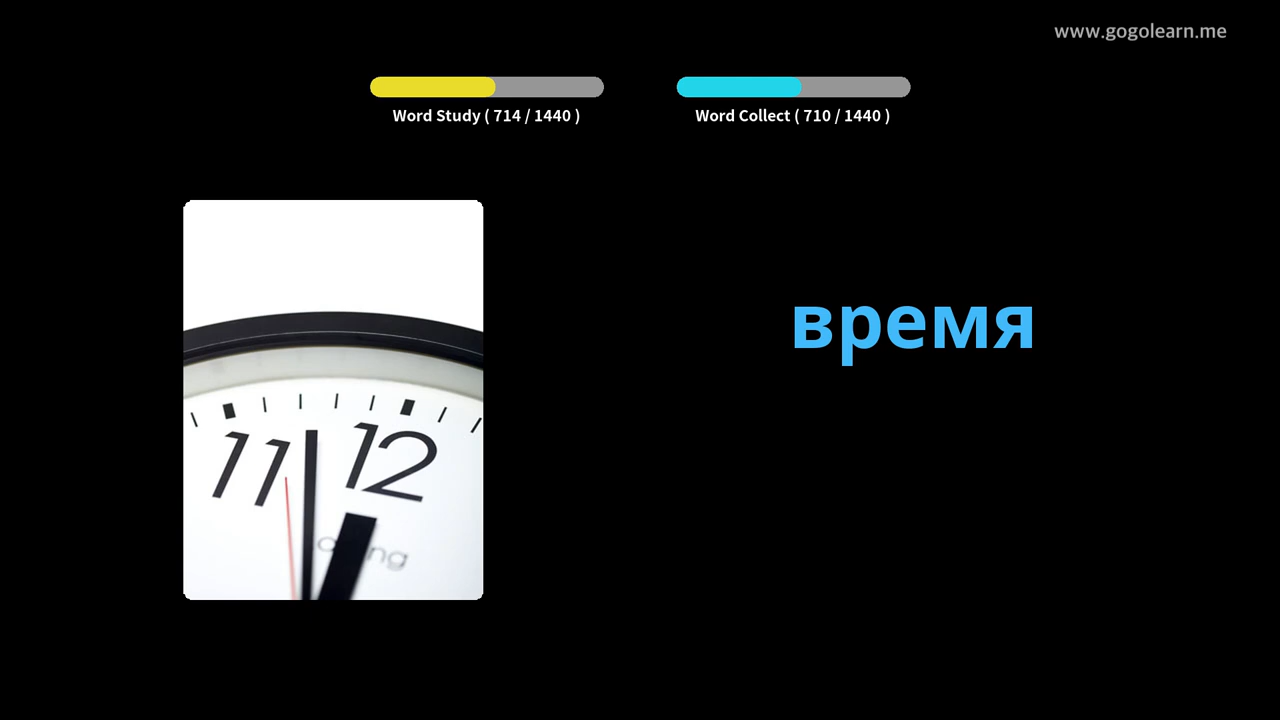 www.gogolearn.me
Word Study ( 714 / 1440 )
Word Collect ( 710 / 1440 )
время
11
12